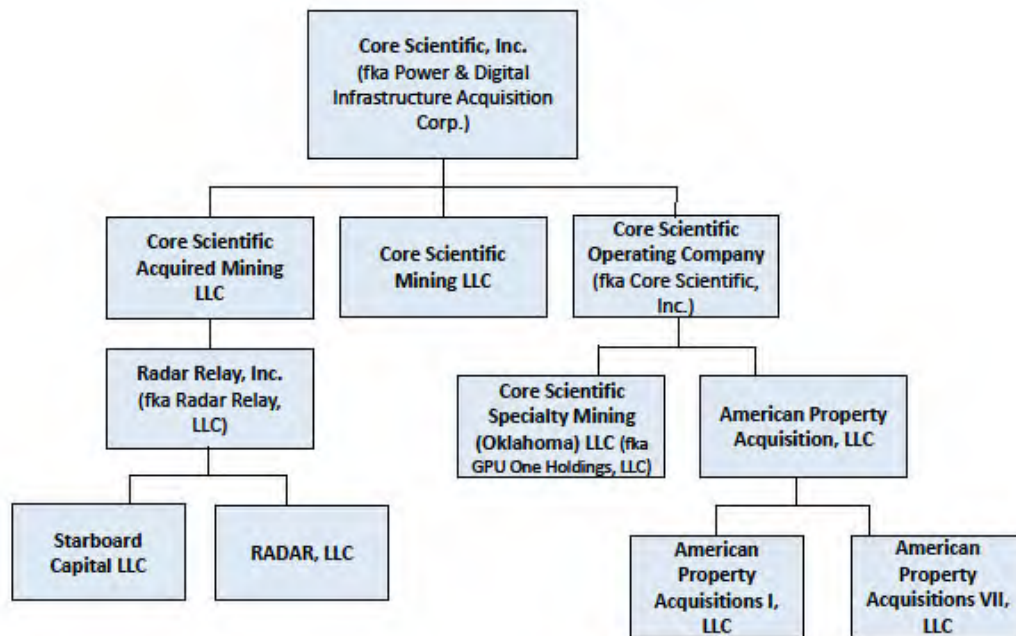 Core Scientific, Inc.
(fka Power & Digital
Infrastructure Acquisition
Corp.)
Core Scientific
Acquired Mining
LLC
Core Scientific
Mining LLC
Core Scientific
Operating Company
(fka Core Scientific,
Inc.)
Radar Relay, Inc.
(fka Radar Relay,
LLC)
Core Scientific
Specialty Mining
(Oklahoma) LLC (fka
GPU One Holdings, LLC)
American Property
Acquisition, LLC
Starboard
Capital LLC
RADAR, LLC
American
Property
Acquisitions I,
LLC
American
Property
Acquisitions VII,
LLC